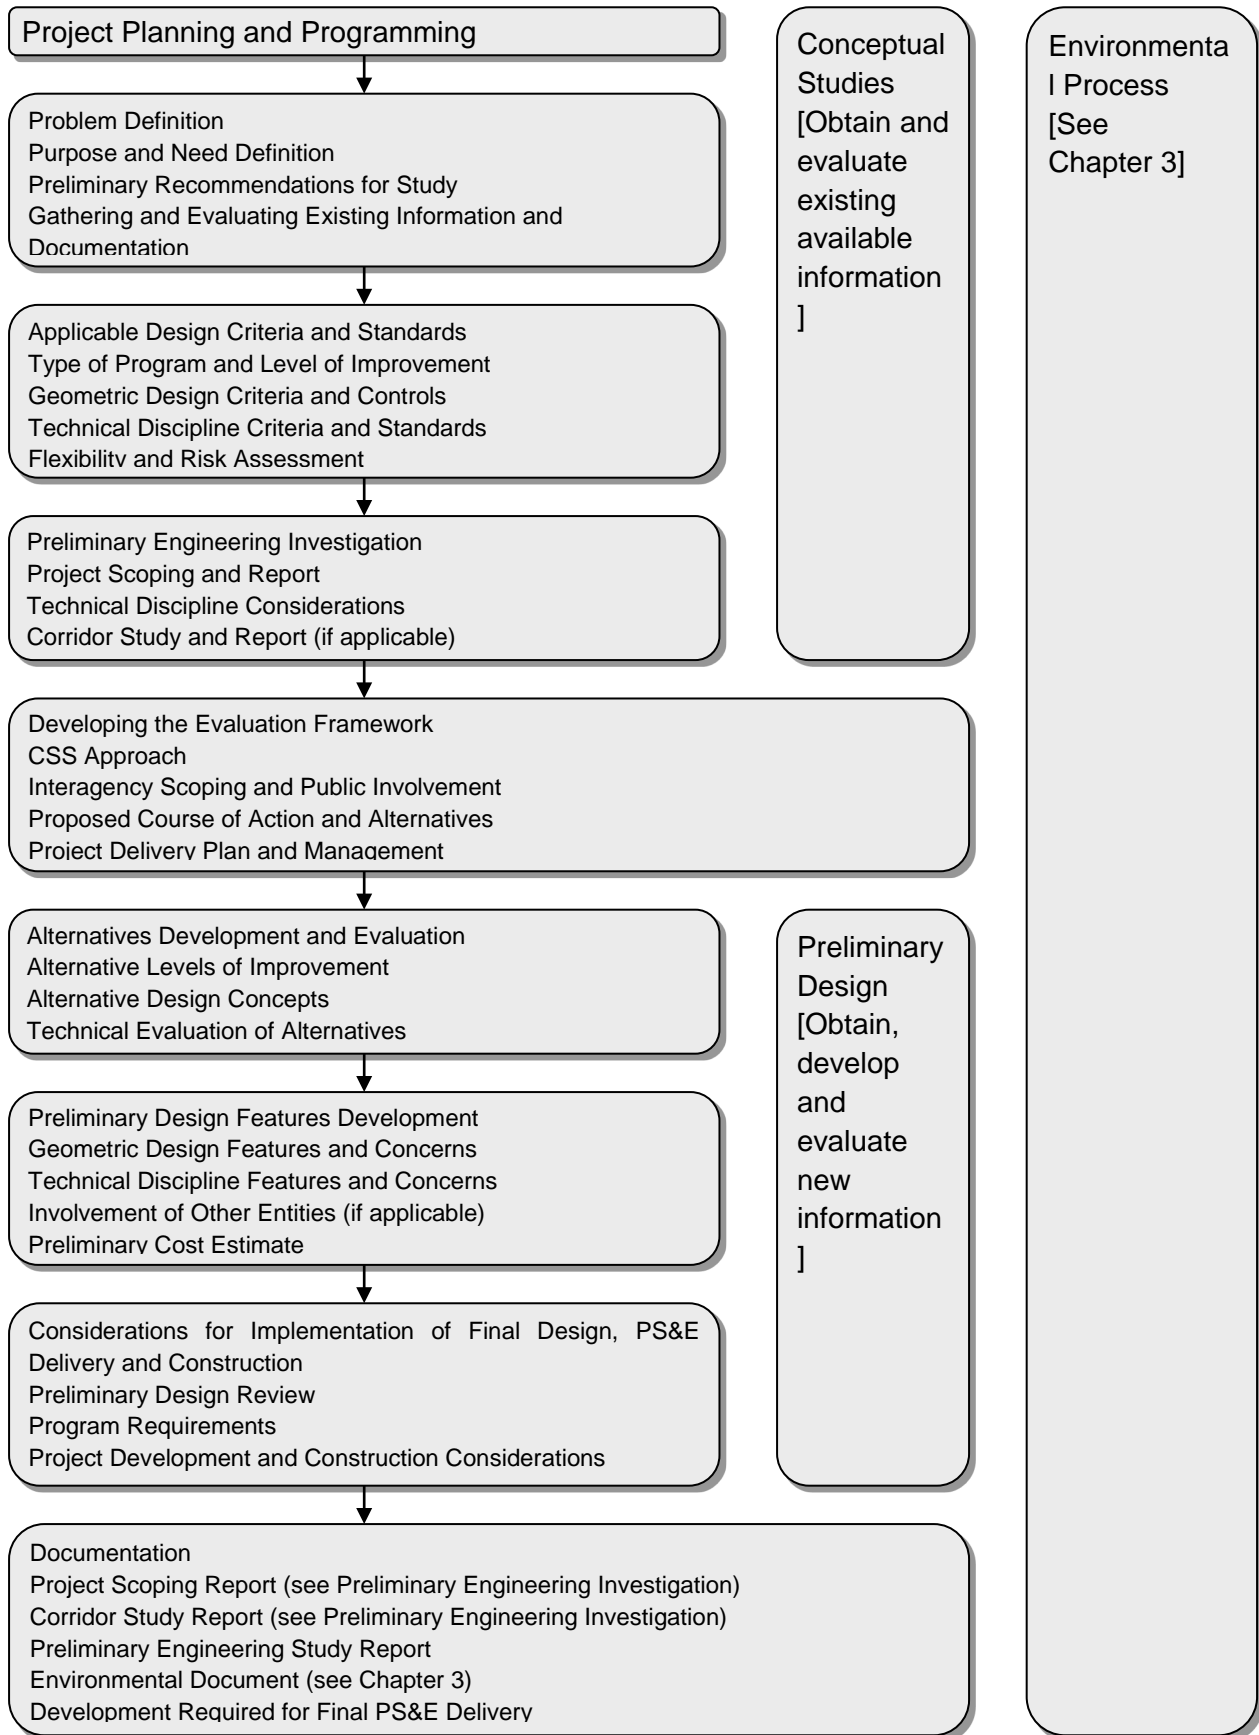 Project Planning and Programming
Problem Definition
Purpose and Need Definition
Preliminary Recommendations for Study
Gathering and Evaluating Existing Information and
Documentation
Applicable Design Criteria and Standards
Type of Program and Level of Improvement
Geometric Design Criteria and Controls
Technical Discipline Criteria and Standards
Flexibility and Risk Assessment
Preliminary Engineering Investigation
Project Scoping and Report
Technical Discipline Considerations
Corridor Study and Report (if applicable)
Conceptual
Studies
[Obtain and
evaluate
existing
available
information
]
Environmenta
l Process
[See
Chapter 3]
Developing the Evaluation Framework
CSS Approach
Interagency Scoping and Public Involvement
Proposed Course of Action and Alternatives
Project Delivery Plan and Management
Alternatives Development and Evaluation
Alternative Levels of Improvement
Alternative Design Concepts
Technical Evaluation of Alternatives
Preliminary Design Features Development
Geometric Design Features and Concerns
Technical Discipline Features and Concerns
Involvement of Other Entities (if applicable)
Preliminary Cost Estimate
Considerations for Implementation of Final Design, PS&E
Delivery and Construction
Preliminary Design Review
Program Requirements
Project Development and Construction Considerations
Preliminary
Design
[Obtain,
develop
and
evaluate
new
information
]
Documentation
Project Scoping Report (see Preliminary Engineering Investigation)
Corridor Study Report (see Preliminary Engineering Investigation)
Preliminary Engineering Study Report
Environmental Document (see Chapter 3)
Development Required for Final PS&E Delivery